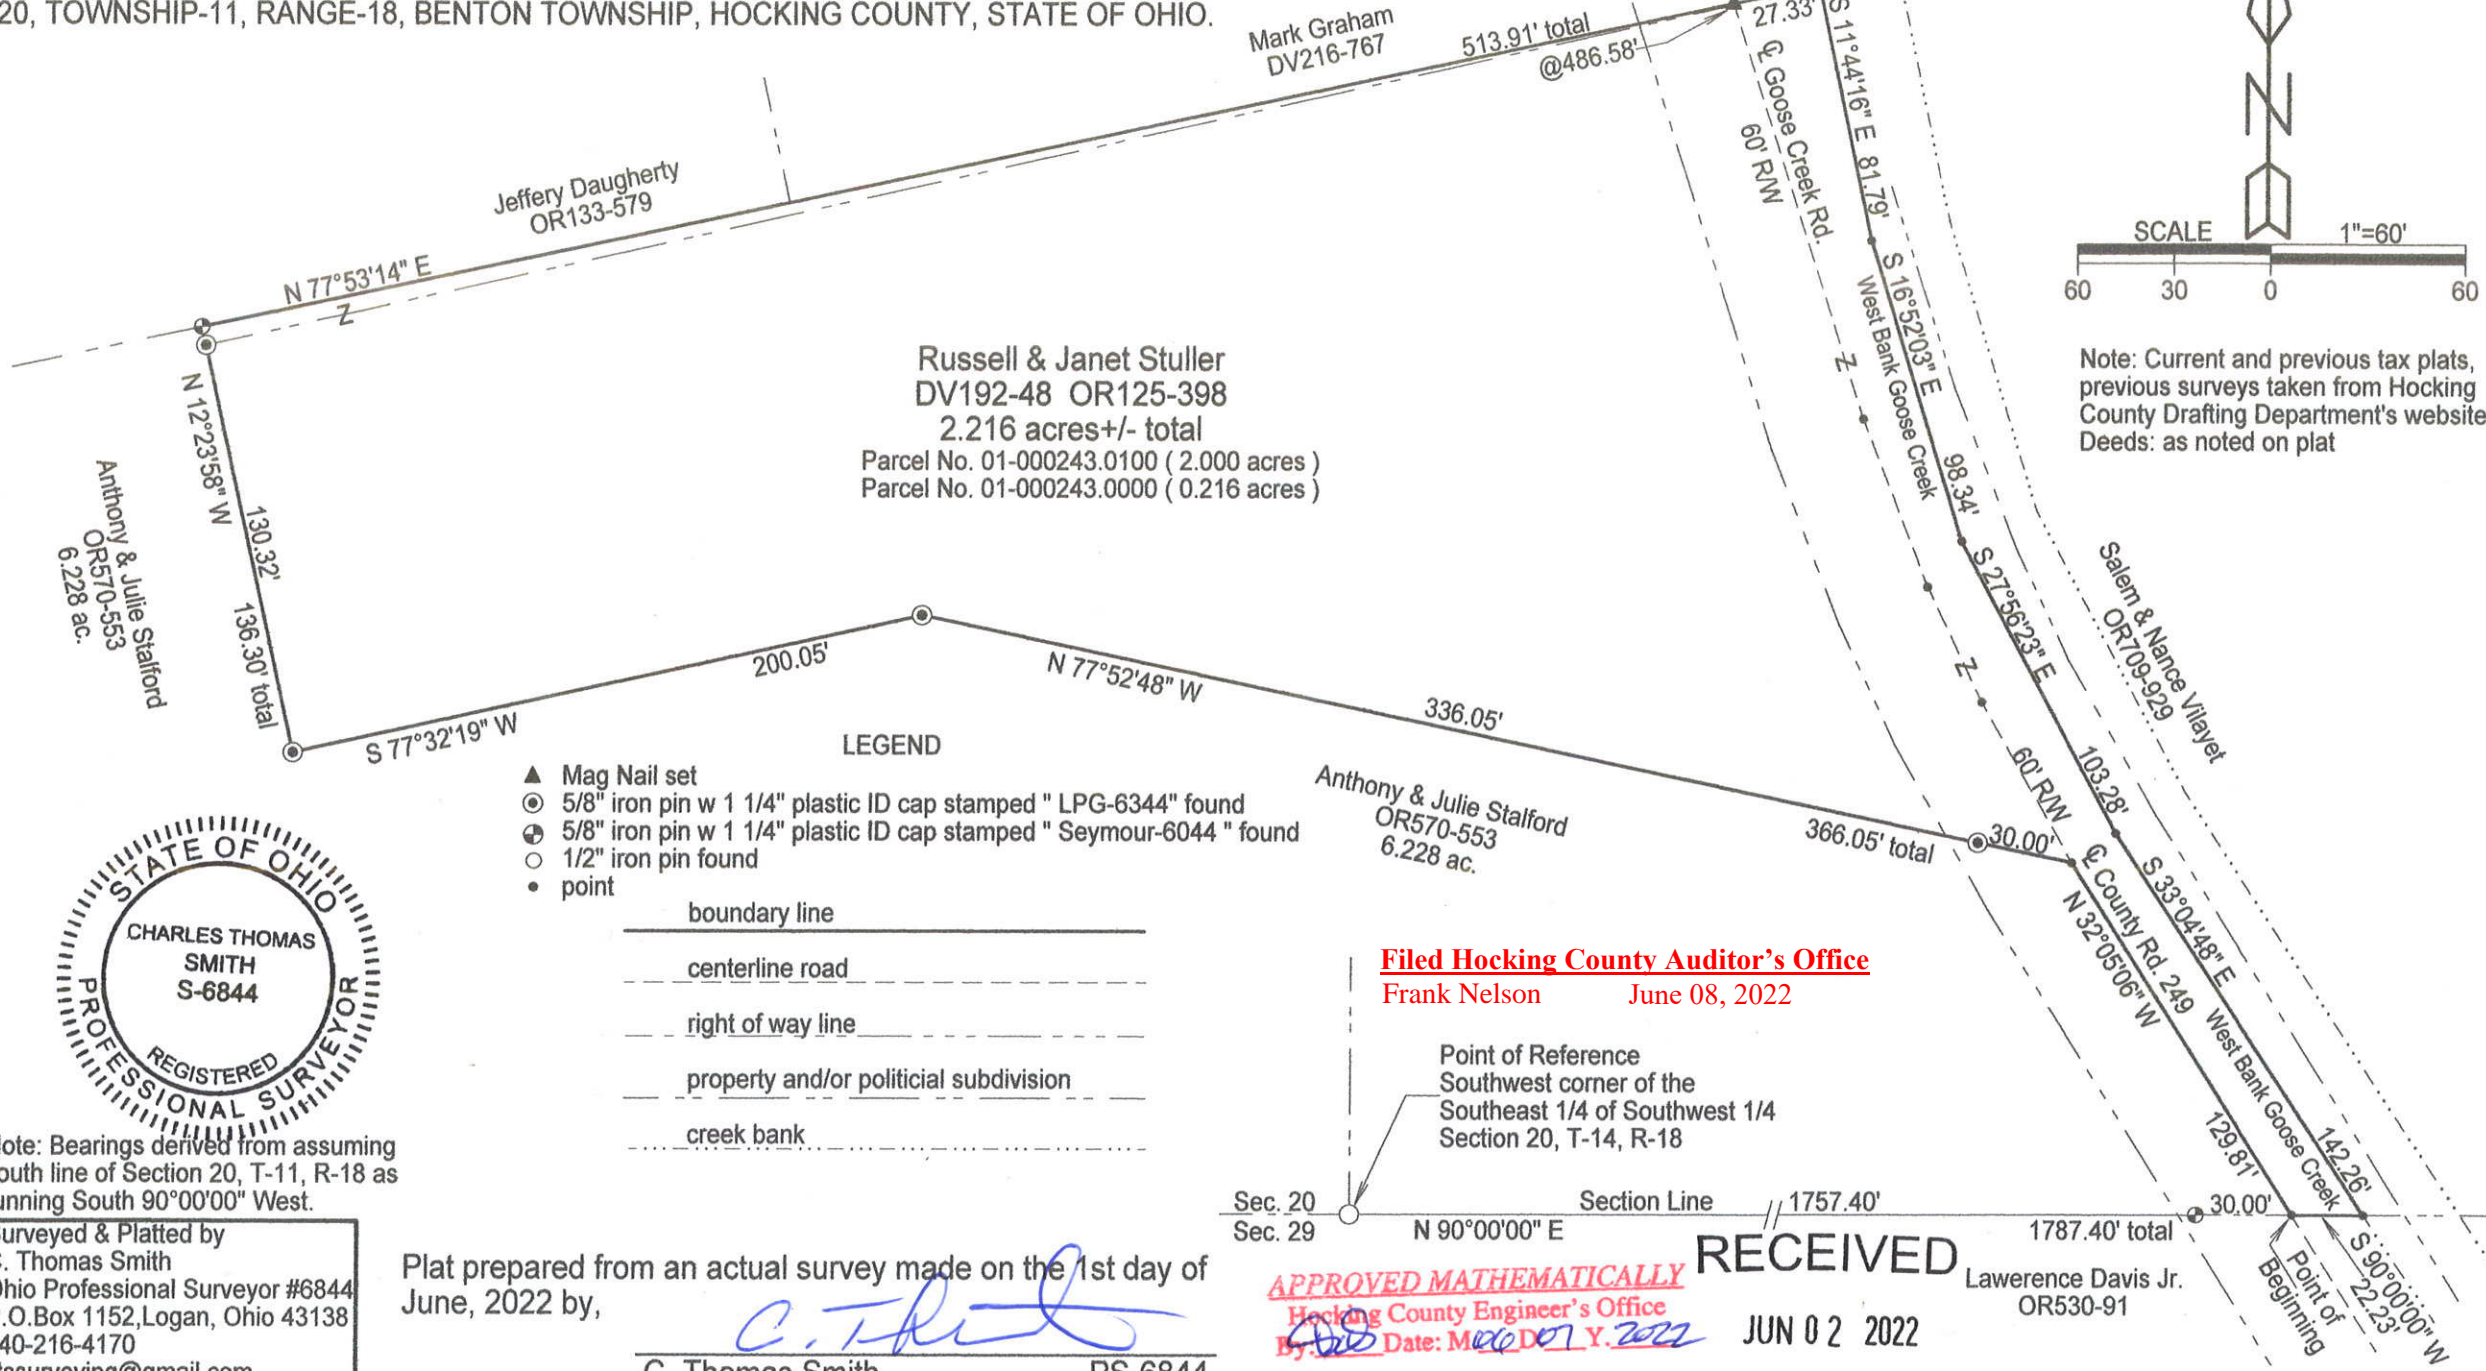 20, TOWNSHIP-11, RANGE-18, BENTON TOWNSHIP, HOCKING COUNTY, STATE OF OHIO.
Mark Graham
DV216-767
513.91' total
@486.58'
27.33'
S 11°44'16" E 81.79'
℄ Goose Creek Rd.
60' R/W
Jeffery Daugherty
OR133-579
N 77°53'14" E
Z
N
SCALE 1"=60'
60 30 0 60
Note: Current and previous tax plats,
previous surveys taken from Hocking
County Drafting Department's website
Deeds: as noted on plat
S 16°52'03" E
98.34'
West Bank Goose Creek
Z
Russell & Janet Stuller
DV192-48 OR125-398
2.216 acres+/- total
Parcel No. 01-000243.0100 ( 2.000 acres )
Parcel No. 01-000243.0000 ( 0.216 acres )
N 12°23'58" W
130.32'
136.30' total
Anthony & Julie Stalford
OR570-553
6.228 ac.
S 77°32'19" W
200.05'
N 77°52'48" W
336.05'
366.05' total
30.00'
S 27°56'23" E
103.28'
Z
60' R/W
Salem & Nance Vilayet
OR709-929
Anthony & Julie Stalford
OR570-553
6.228 ac.
LEGEND
Mag Nail set
5/8" iron pin w 1 1/4" plastic ID cap stamped " LPG-6344" found
5/8" iron pin w 1 1/4" plastic ID cap stamped " Seymour-6044 " found
1/2" iron pin found
point
boundary line
centerline road
right of way line
property and/or politicial subdivision
creek bank
STATE OF OHIO
CHARLES THOMAS
SMITH
S-6844
REGISTERED
PROFESSIONAL SURVEYOR
℄ County Rd. 249
N 32°05'06" W
129.81'
S 33°04'48" E
142.26'
West Bank Goose Creek
Filed Hocking County Auditor's Office
Frank Nelson June 08, 2022
Point of Reference
Southwest corner of the
Southeast 1/4 of Southwest 1/4
Section 20, T-14, R-18
Sec. 20
Sec. 29
Section Line
N 90°00'00" E
1757.40'
1787.40' total
30.00'
S 90°00'00" W
22.23'
Point of
Beginning
Lawerence Davis Jr.
OR530-91
ote: Bearings derived from assuming
outh line of Section 20, T-11, R-18 as
unning South 90°00'00" West.
urveyed & Platted by
. Thomas Smith
hio Professional Surveyor #6844
.O.Box 1152,Logan, Ohio 43138
40-216-4170
Plat prepared from an actual survey made on the 1st day of
June, 2022 by,
C. Thomas Smith PS 6844
APPROVED MATHEMATICALLY
Hocking County Engineer's Office
By: Date: M 06 D 07 Y. 2022
RECEIVED
JUN 02 2022